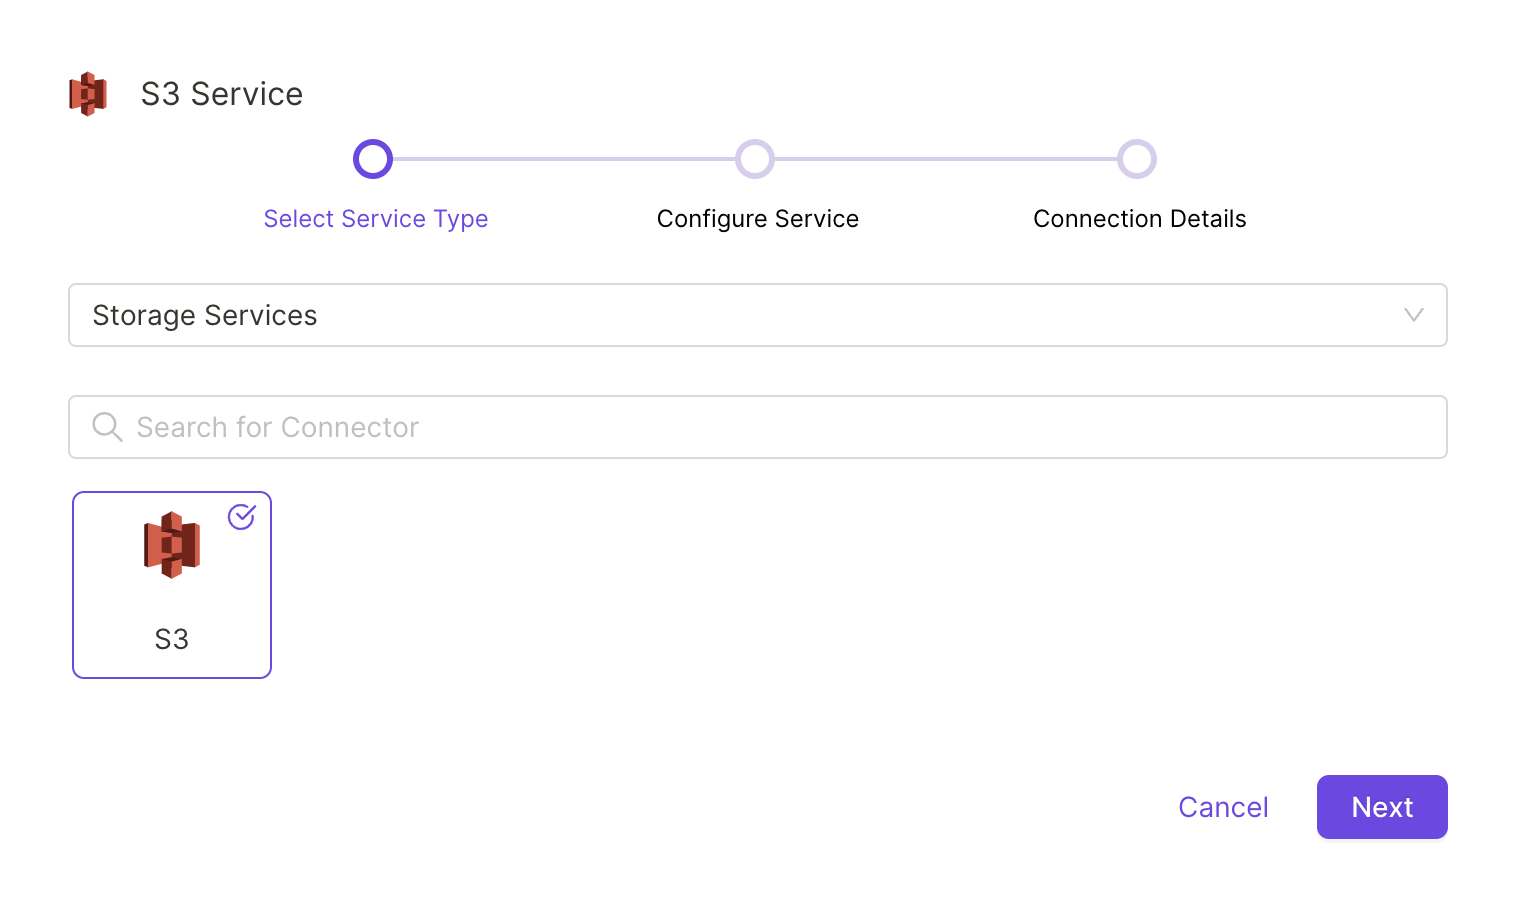 S3 Service
Select Service Type
Configure Service
Connection Details
Storage Services
Search for Connector
S3
Cancel
Next